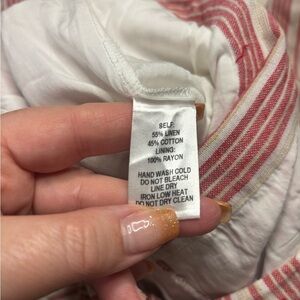 SELF:
55% LINEN
45% COTTON
LINING:
100% RAYON
HAND WASH COLD
DO NOT BLEACH
LINE DRY
IRON LOW HEAT
DO NOT DRY CLEAN